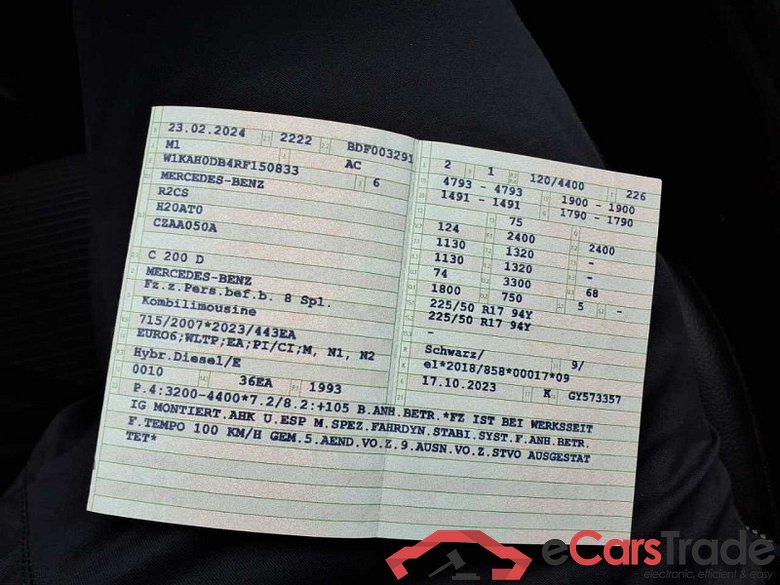 23.02.2024 2222 BDF003291
M1 AC
W1KAH0DB4RF150833 6
MERCEDES-BENZ
R2CS
H20AT0
CZAA050A
C 200 D
MERCEDES-BENZ
Fz.z.Pers.bef.b. 8 Spl.
Kombilimousine
715/2007*2023/443EA
EURO6;WLTP;EA;PI/CI;M, N1, N2
Hybr.Diesel/E
0010 36EA 1993
2 1 120/4400 226
4793 - 4793 1900 - 1900
1491 - 1491 1790 - 1790
75
124 2400 2400
1130 1320 -
1130 1320 -
74 3300 68
1800 750 5 -
225/50 R17 94Y
225/50 R17 94Y
-
Schwarz/ 9/
e1*2018/858*00017*09
17.10.2023 K GY573357
P.4:3200-4400*7.2/8.2:+105 B.ANH.BETR.*FZ IST BEI WERKSSEIT
IG MONTIERT.AHK U.ESP M.SPEZ.FAHRDYN.STABI.SYST.F.ANH.BETR.
F.TEMPO 100 KM/H GEM.5.AEND.VO.Z.9.AUSN.VO.Z.STVO AUSGESTAT
TET*
eCarsTrade
electronic, efficient & easy